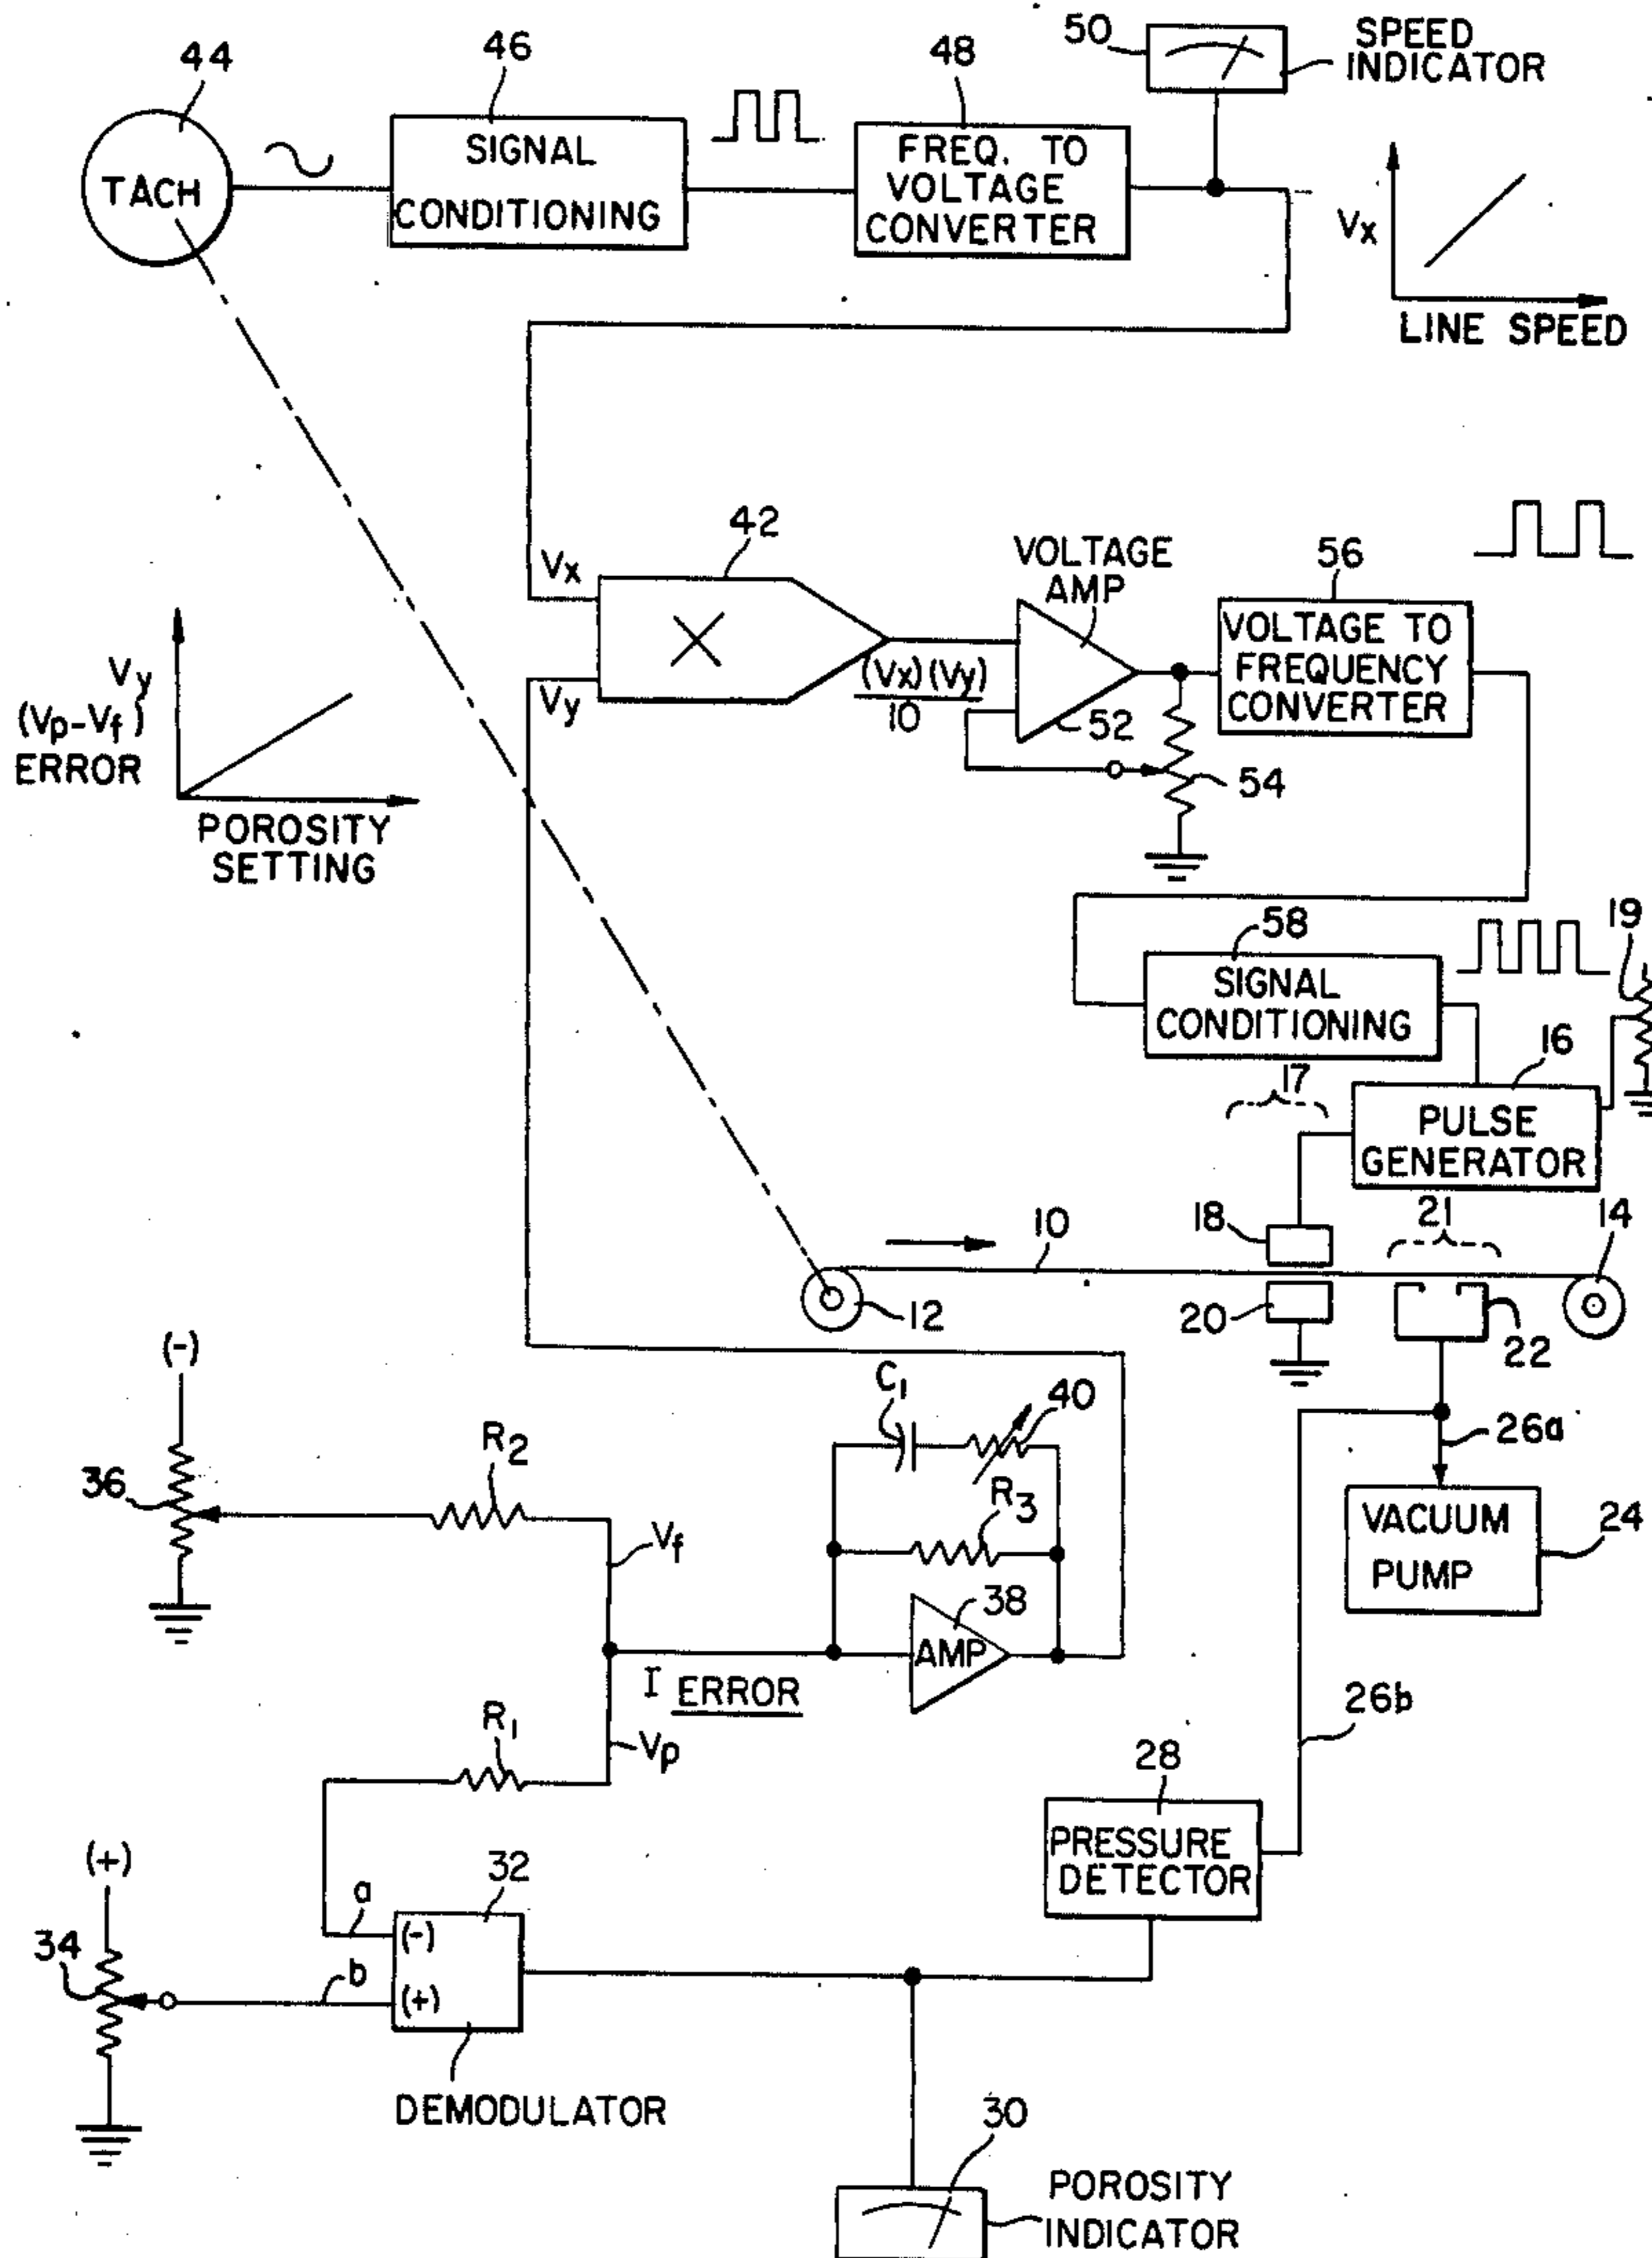 44
46
48
50
SPEED
INDICATOR
TACH
SIGNAL
CONDITIONING
FREQ. TO
VOLTAGE
CONVERTER
Vx
LINE SPEED
42
VOLTAGE
AMP
56
Vx
X
Vy
(Vx)(Vy)
10
52
54
VOLTAGE TO
FREQUENCY
CONVERTER
Vy
(Vp-Vf)
ERROR
POROSITY
SETTING
58
SIGNAL
CONDITIONING
19
16
17
PULSE
GENERATOR
18
21
14
10
12
20
22
(-)
C1
40
26a
36
R2
R3
VACUUM
PUMP
24
Vf
38
AMP
I ERROR
26b
R1
Vp
28
PRESSURE
DETECTOR
(+)
a
32
(-)
34
b
(+)
DEMODULATOR
30
POROSITY
INDICATOR